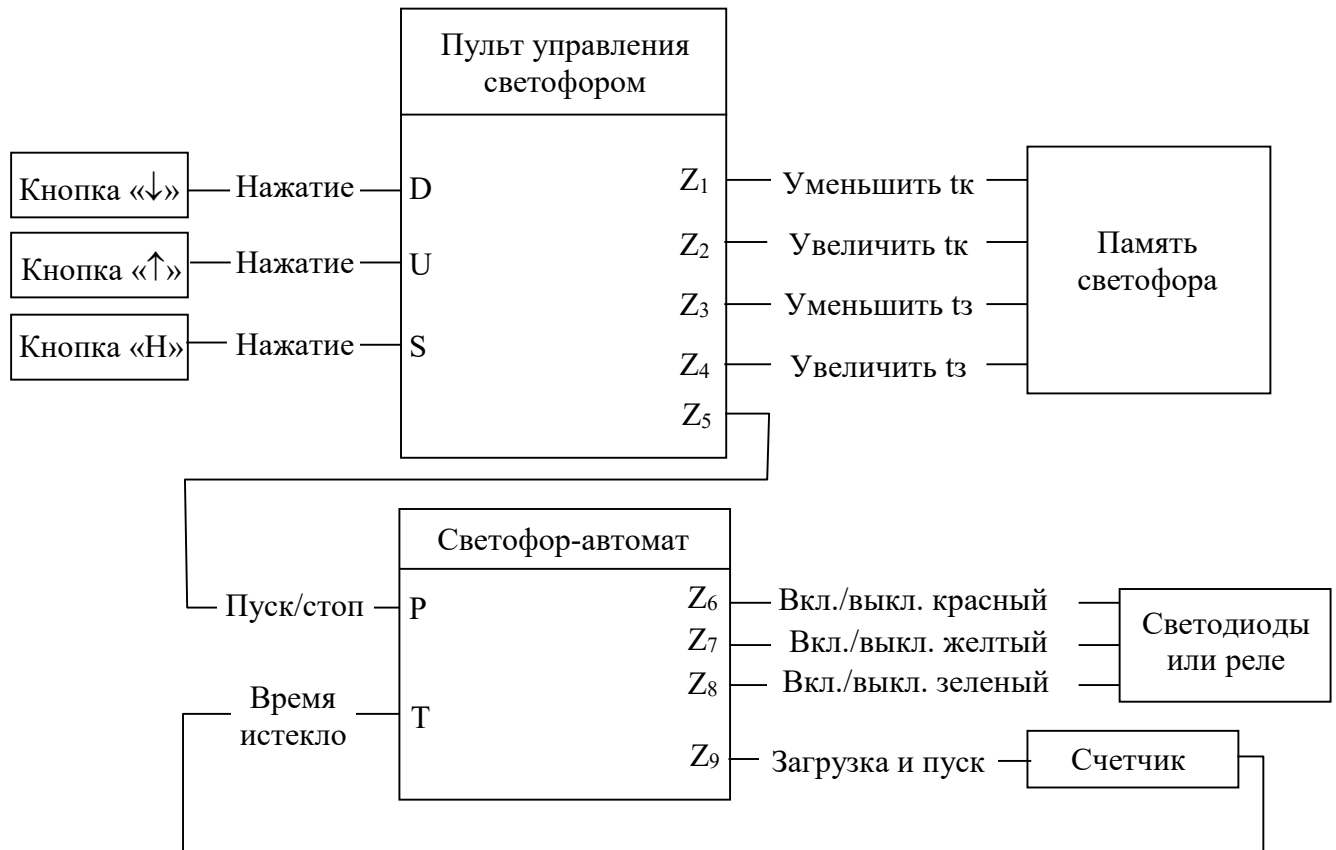 Пульт управления
светофором
Кнопка «↓» Нажатие D Z₁ Уменьшить tк
Кнопка «↑» Нажатие U Z₂ Увеличить tк
Кнопка «Н» Нажатие S Z₃ Уменьшить tз
Z₄ Увеличить tз
Z₅
Память
светофора
Светофор-автомат
Пуск/стоп P Z₆ Вкл./выкл. красный
Z₇ Вкл./выкл. желтый
Z₈ Вкл./выкл. зеленый
Светодиоды
или реле
Время
истекло
T
Z₉ Загрузка и пуск Счетчик